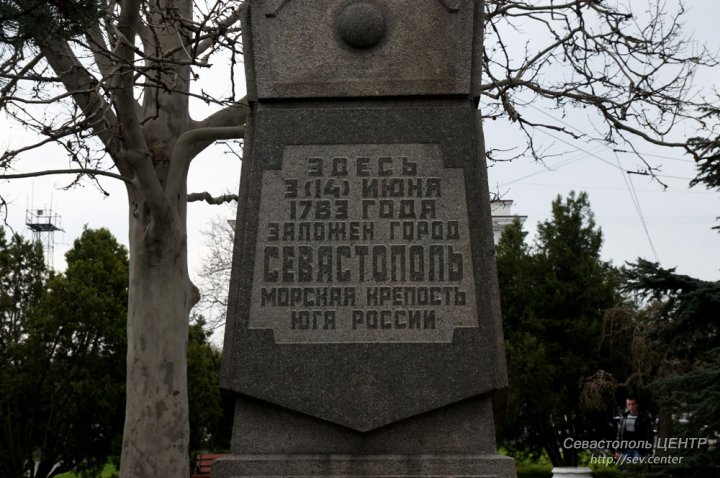 ЗДЕСЬ
3 (14) ИЮНЯ
1783 ГОДА
ЗАЛОЖЕН ГОРОД
СЕВАСТОПОЛЬ
МОРСКАЯ КРЕПОСТЬ
ЮГА РОССИИ
Севастополь ЦЕНТР
http://sev.center